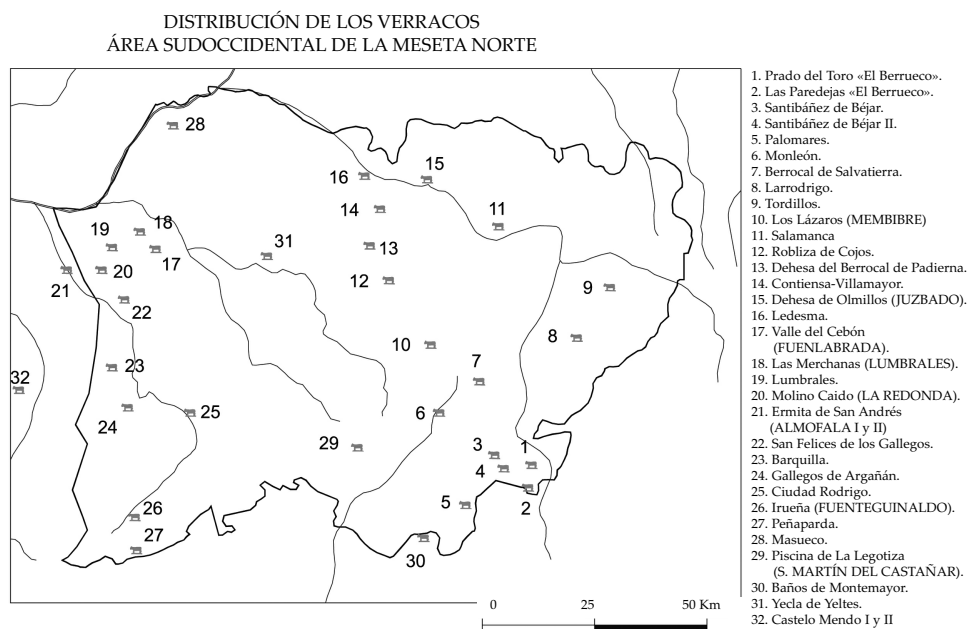 DISTRIBUCIÓN DE LOS VERRACOS
ÁREA SUDOCCIDENTAL DE LA MESETA NORTE
28
16
15
14
11
19
18
13
31
17
21
20
12
9
22
8
10
23
7
32
24
25
6
29
3
1
4
5
2
26
27
30
0 25 50 Km
1. Prado del Toro «El Berrueco».
2. Las Paredejas «El Berrueco».
3. Santibáñez de Béjar.
4. Santibáñez de Béjar II.
5. Palomares.
6. Monleón.
7. Berrocal de Salvatierra.
8. Larrodrigo.
9. Tordillos.
10. Los Lázaros (MEMBIBRE)
11. Salamanca
12. Robliza de Cojos.
13. Dehesa del Berrocal de Padierna.
14. Contiensa-Villamayor.
15. Dehesa de Olmillos (JUZBADO).
16. Ledesma.
17. Valle del Cebón
(FUENLABRADA).
18. Las Merchanas (LUMBRALES).
19. Lumbrales.
20. Molino Caido (LA REDONDA).
21. Ermita de San Andrés
(ALMOFALA I y II)
22. San Felices de los Gallegos.
23. Barquilla.
24. Gallegos de Argañán.
25. Ciudad Rodrigo.
26. Irueña (FUENTEGUINALDO).
27. Peñaparda.
28. Masueco.
29. Piscina de La Legotiza
(S. MARTÍN DEL CASTAÑAR).
30. Baños de Montemayor.
31. Yecla de Yeltes.
32. Castelo Mendo I y II